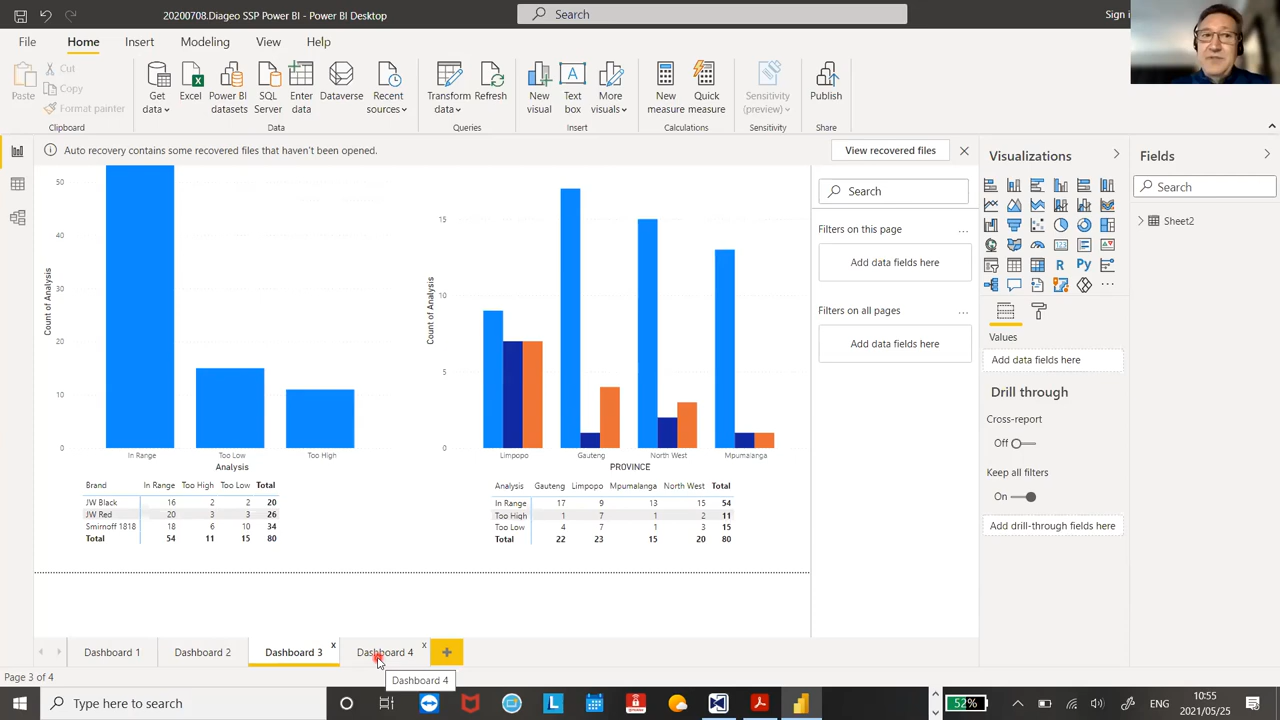 20200708.Diageo SSP Power BI - Power BI Desktop
Search
Sign i
File Home Insert Modeling View Help
Paste
Cut
Copy
Format painter
Clipboard
Get data
Excel
Power BI datasets
SQL Server
Enter data
Dataverse
Recent sources
Data
Transform data
Refresh
Queries
New visual
Text box
More visuals
Insert
New measure
Quick measure
Calculations
Sensitivity (preview)
Sensitivity
Publish
Share
Auto recovery contains some recovered files that haven't been opened.
View recovered files
50
40
30
20
10
0
Count of Analysis
In Range Too Low Too High
Analysis
15
10
5
0
Count of Analysis
Limpopo Gauteng North West Mpumalanga
PROVINCE
Brand In Range Too High Too Low Total
JW Black 16 2 2 20
JW Red 20 3 3 26
Smirnoff 1818 18 6 10 34
Total 54 11 15 80
Analysis Gauteng Limpopo Mpumalanga North West Total
In Range 17 9 13 15 54
Too High 1 7 1 2 11
Too Low 4 7 1 3 15
Total 22 23 15 20 80
Search
Filters on this page ...
Add data fields here
Filters on all pages ...
Add data fields here
Visualizations
R Py
...
Values
Add data fields here
Drill through
Cross-report
Off
Keep all filters
On
Add drill-through fields here
Fields
Search
Sheet2
Dashboard 1 Dashboard 2 Dashboard 3 x Dashboard 4 x +
Dashboard 4
Page 3 of 4
Type here to search
L
52%
ENG
10:55
2021/05/25